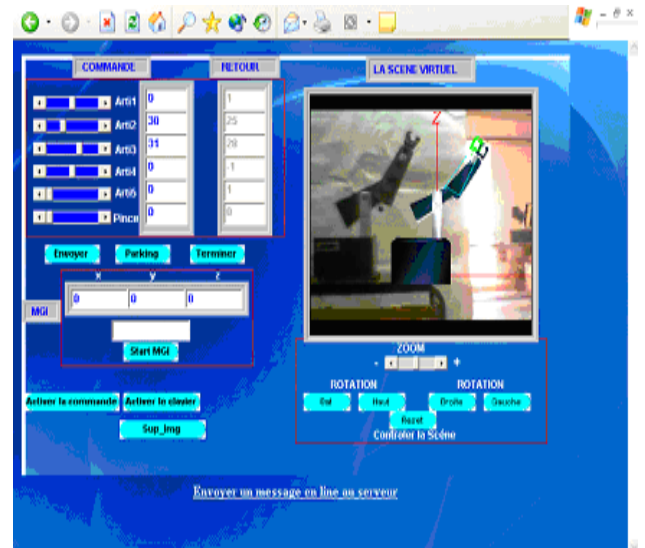 COMMANDE RETOUR LA SCENE VIRTUEL
Arti1 0 1
Arti2 30 25
Arti3 31 28
Arti4 0 -1
Arti5 0 1
Pince 0 0
Z
Envoyer Parking Terminer
x y z
MGI 0 0 0
Start MGI
Activer la commande Activer le clavier
Sup_img
ZOOM
- +
ROTATION ROTATION
Bat Haut Droite Gauche
Reset
Controler la Scéne
Envoyer un message en line au serveur